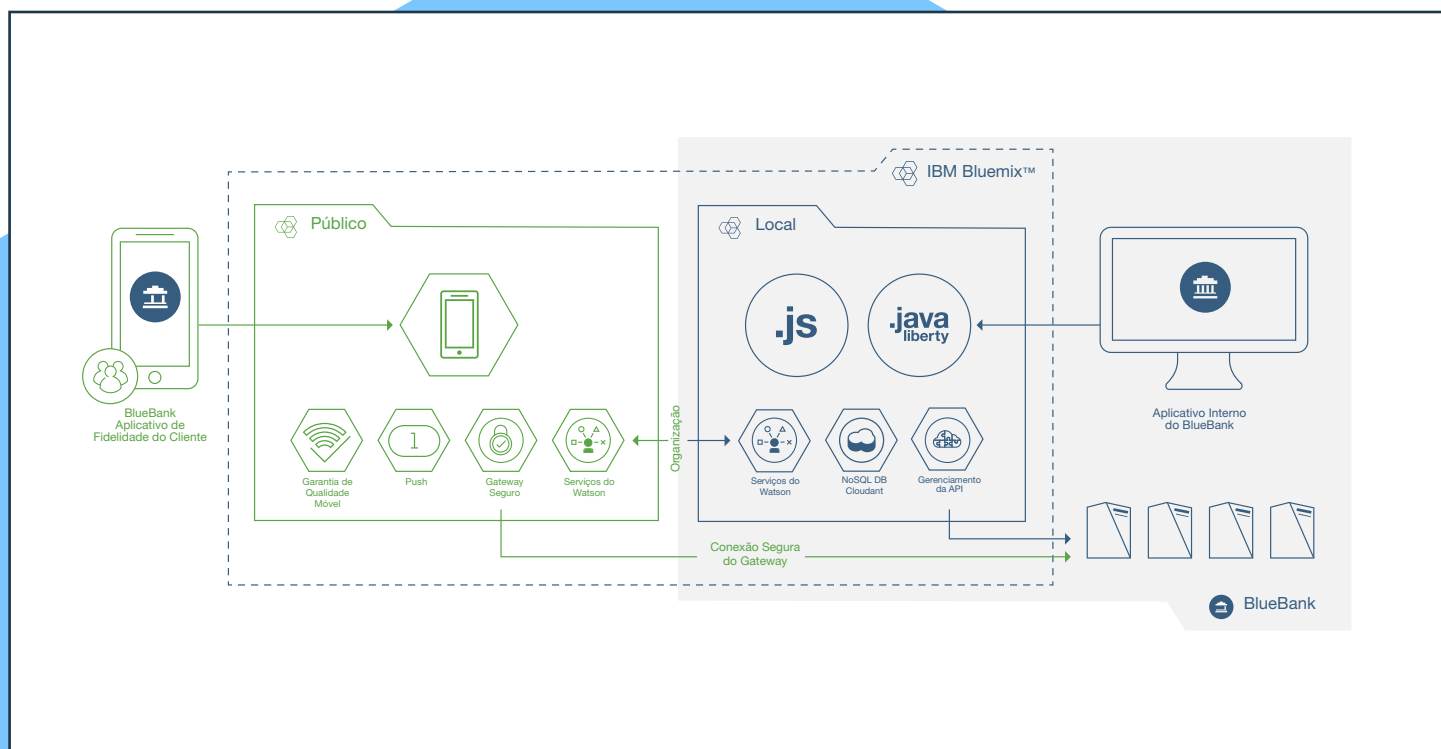 IBM Bluemix™
Público
Local
.js
.java
liberty
BlueBank
Aplicativo de
Fidelidade do Cliente
Aplicativo Interno
do BlueBank
Organização
1
Garantia de
Qualidade
Móvel
Push
Gateway
Seguro
Serviços do
Watson
Serviços do
Watson
NoSQL DB
Cloudant
Gerenciamento
da API
Conexão Segura
do Gateway
BlueBank